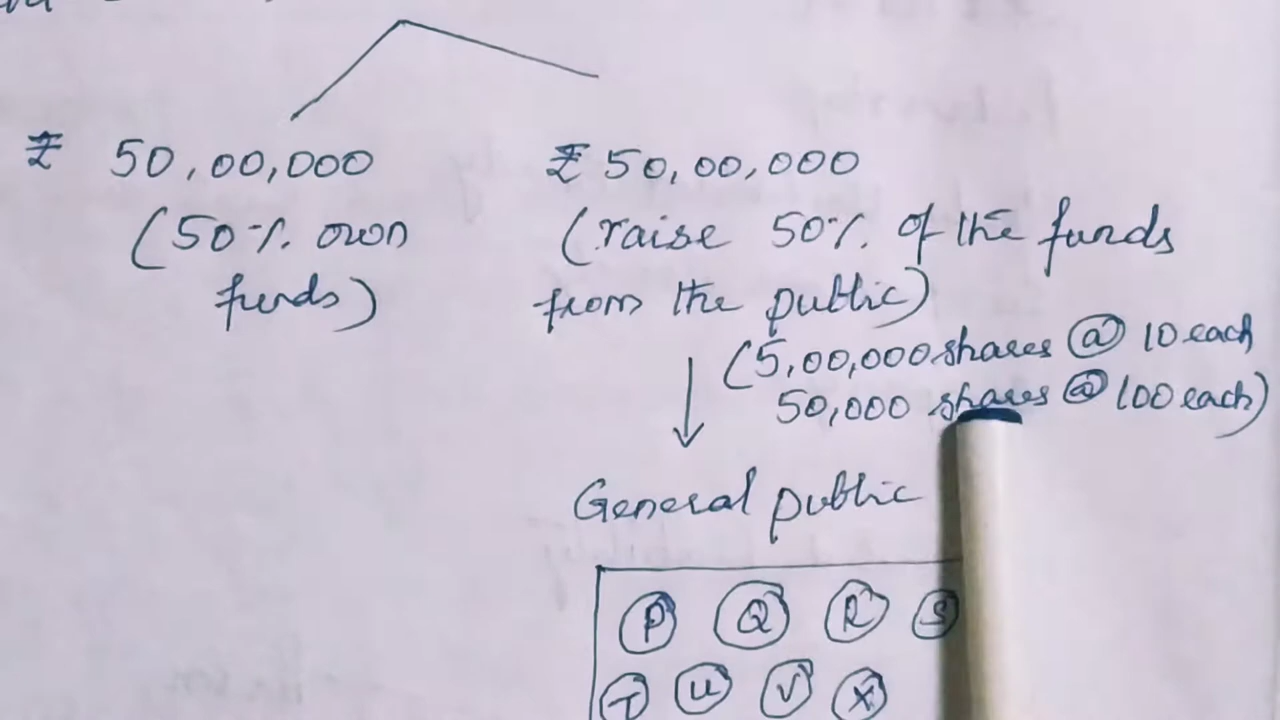 ₹ 50,00,000
(50% own
funds)
₹ 50,00,000
(raise 50% of the funds
from the public)
(5,00,000 shares @ 10 each
50,000 shares @ 100 each)
General public
P Q R S
T U V X